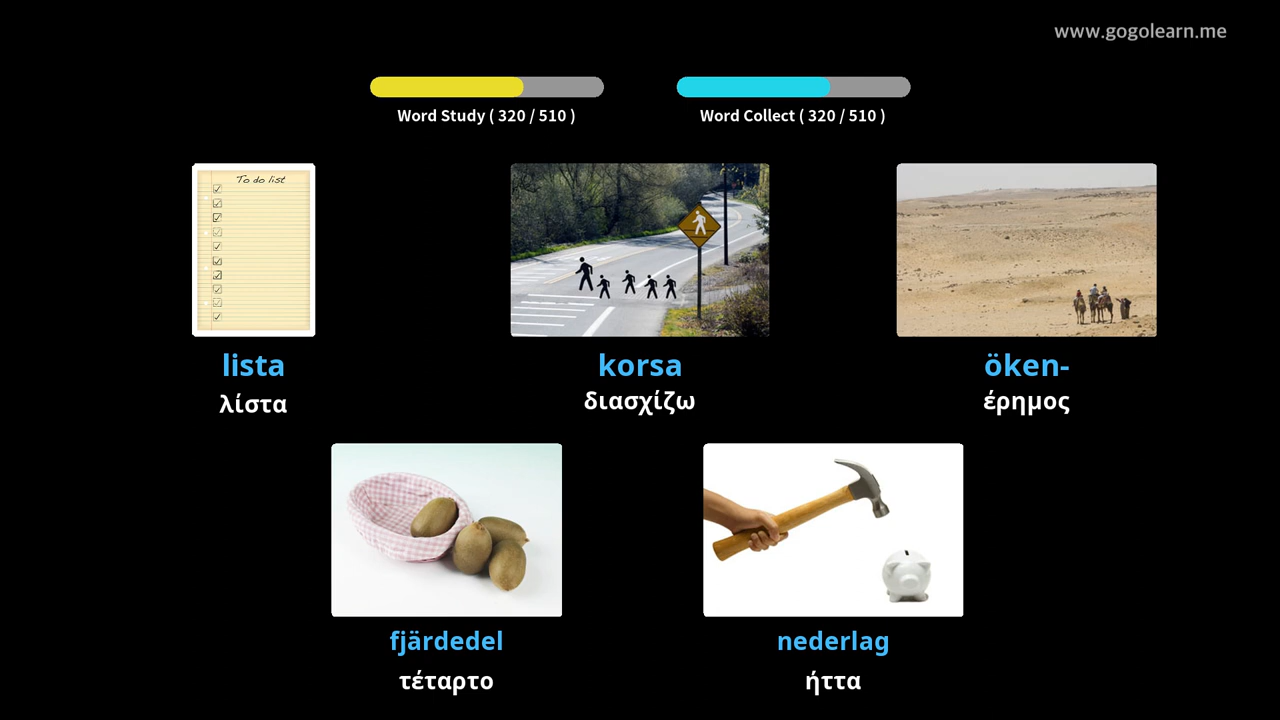 www.gogolearn.me
Word Study ( 320 / 510 )
Word Collect ( 320 / 510 )
To do list
lista
λίστα
korsa
διασχίζω
öken-
έρημος
fjärdedel
τέταρτο
nederlag
ήττα